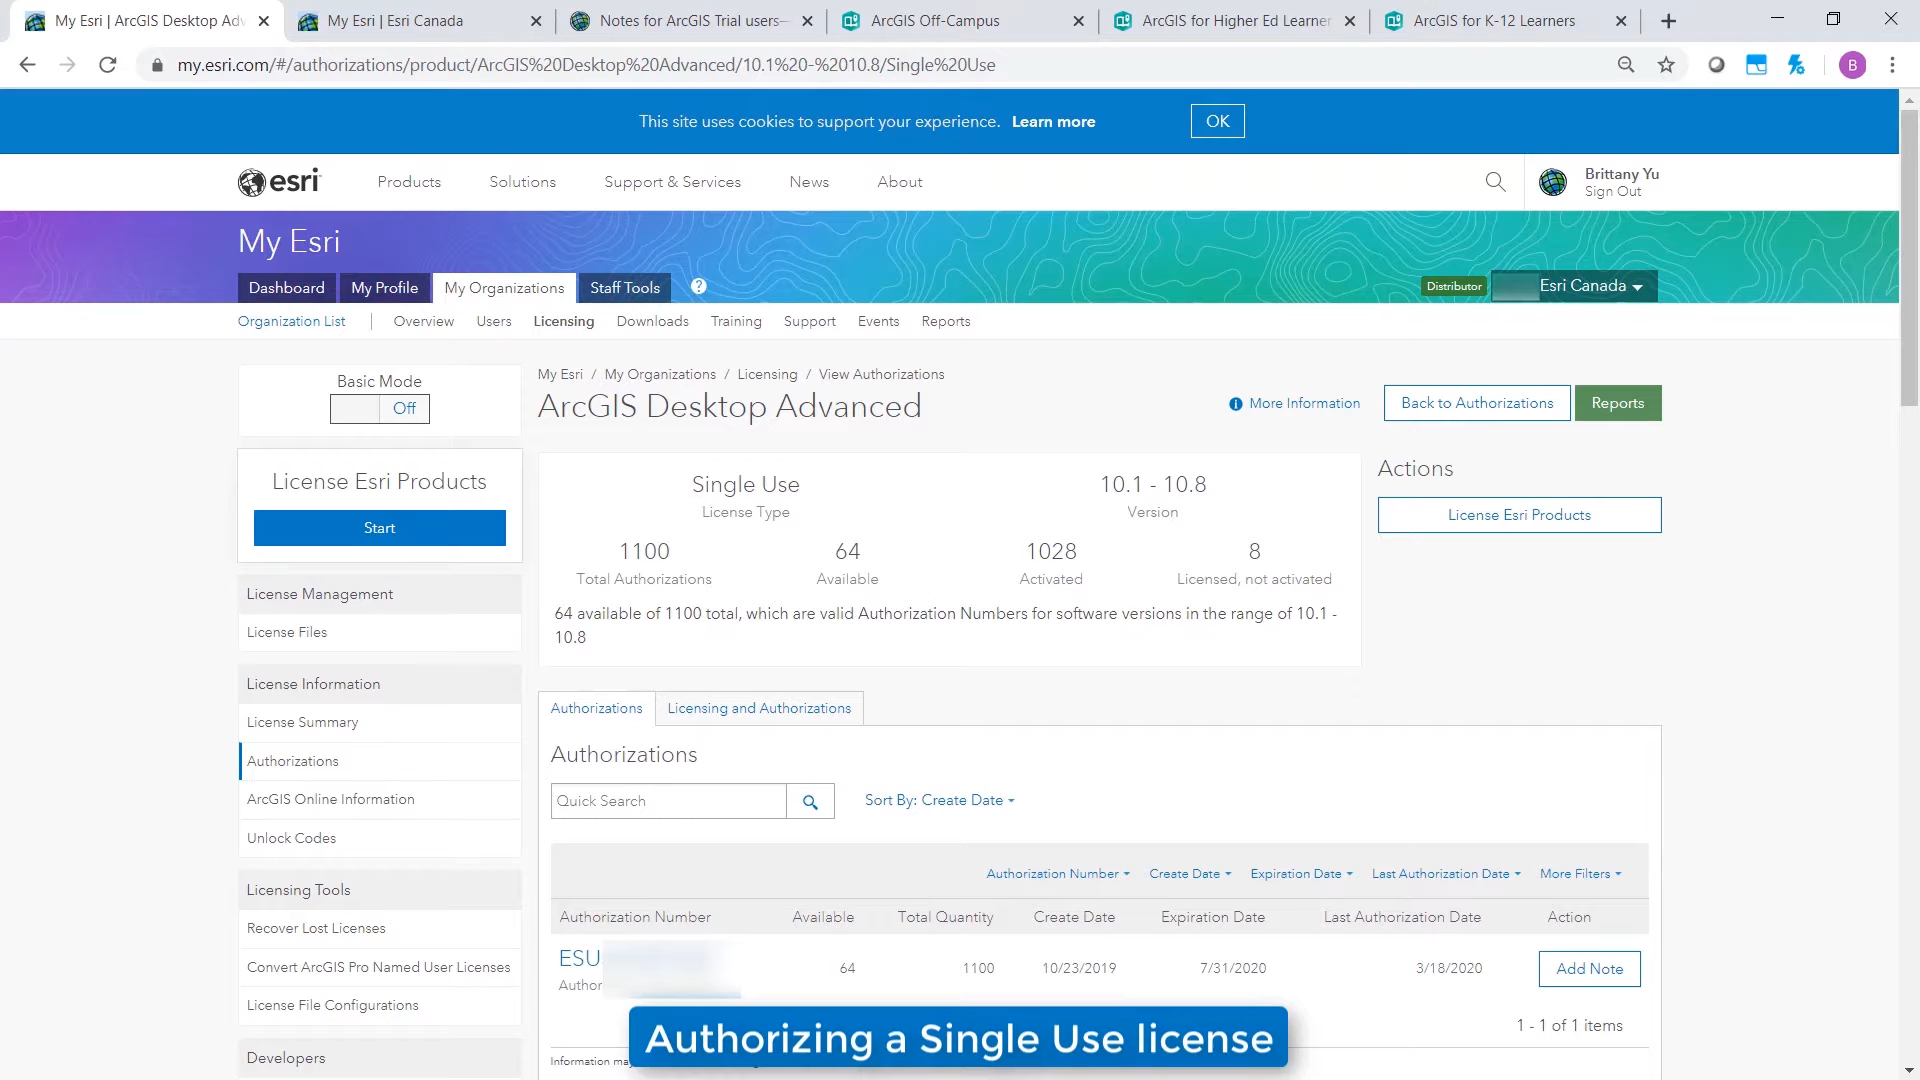 My Esri | ArcGIS Desktop Adv
My Esri | Esri Canada
Notes for ArcGIS Trial users—
ArcGIS Off-Campus
ArcGIS for Higher Ed Learner
ArcGIS for K-12 Learners
my.esri.com/#/authorizations/product/ArcGIS%20Desktop%20Advanced/10.1%20-%2010.8/Single%20Use
B
This site uses cookies to support your experience. Learn more
OK
esri
Products
Solutions
Support & Services
News
About
Brittany Yu
Sign Out
My Esri
Dashboard
My Profile
My Organizations
Staff Tools
?
Distributor
Esri Canada
Organization List
Overview
Users
Licensing
Downloads
Training
Support
Events
Reports
Basic Mode
Off
License Esri Products
Start
License Management
License Files
License Information
License Summary
Authorizations
ArcGIS Online Information
Unlock Codes
Licensing Tools
Recover Lost Licenses
Convert ArcGIS Pro Named User Licenses
License File Configurations
Developers
My Esri / My Organizations / Licensing / View Authorizations
ArcGIS Desktop Advanced
More Information
Back to Authorizations
Reports
Single Use
License Type
10.1 - 10.8
Version
1100
Total Authorizations
64
Available
1028
Activated
8
Licensed, not activated
64 available of 1100 total, which are valid Authorization Numbers for software versions in the range of 10.1 -
10.8
Actions
License Esri Products
Authorizations
Licensing and Authorizations
Authorizations
Quick Search
Sort By: Create Date
Authorization Number
Create Date
Expiration Date
Last Authorization Date
More Filters
Authorization Number
Available
Total Quantity
Create Date
Expiration Date
Last Authorization Date
Action
ESU
64
1100
10/23/2019
7/31/2020
3/18/2020
Add Note
Author
1 - 1 of 1 items
Information may
Authorizing a Single Use license